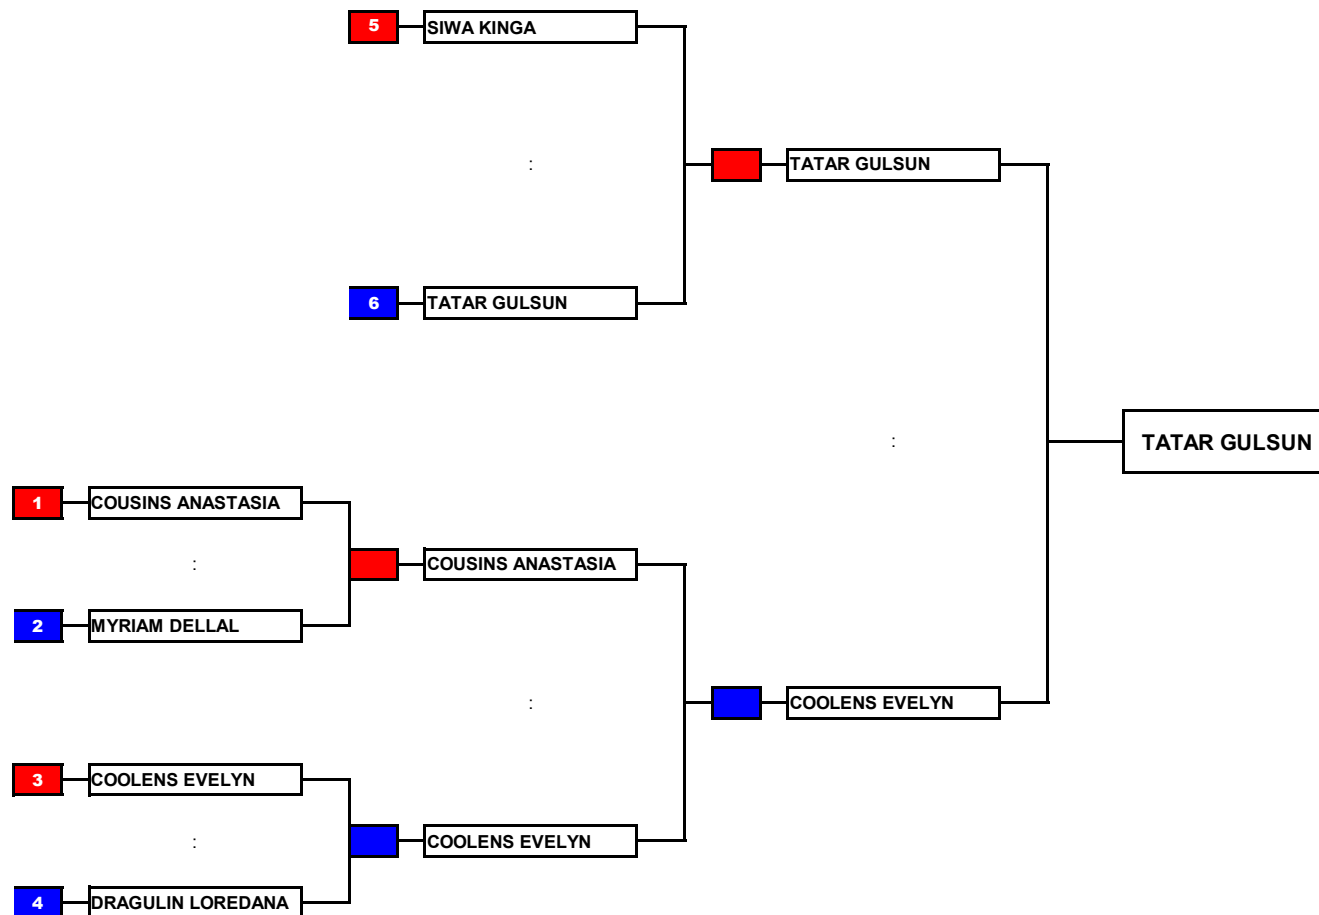 5 SIWA KINGA
:
TATAR GULSUN
6 TATAR GULSUN
:
TATAR GULSUN
1 COUSINS ANASTASIA
:
COUSINS ANASTASIA
2 MYRIAM DELLAL
:
COOLENS EVELYN
3 COOLENS EVELYN
:
COOLENS EVELYN
4 DRAGULIN LOREDANA